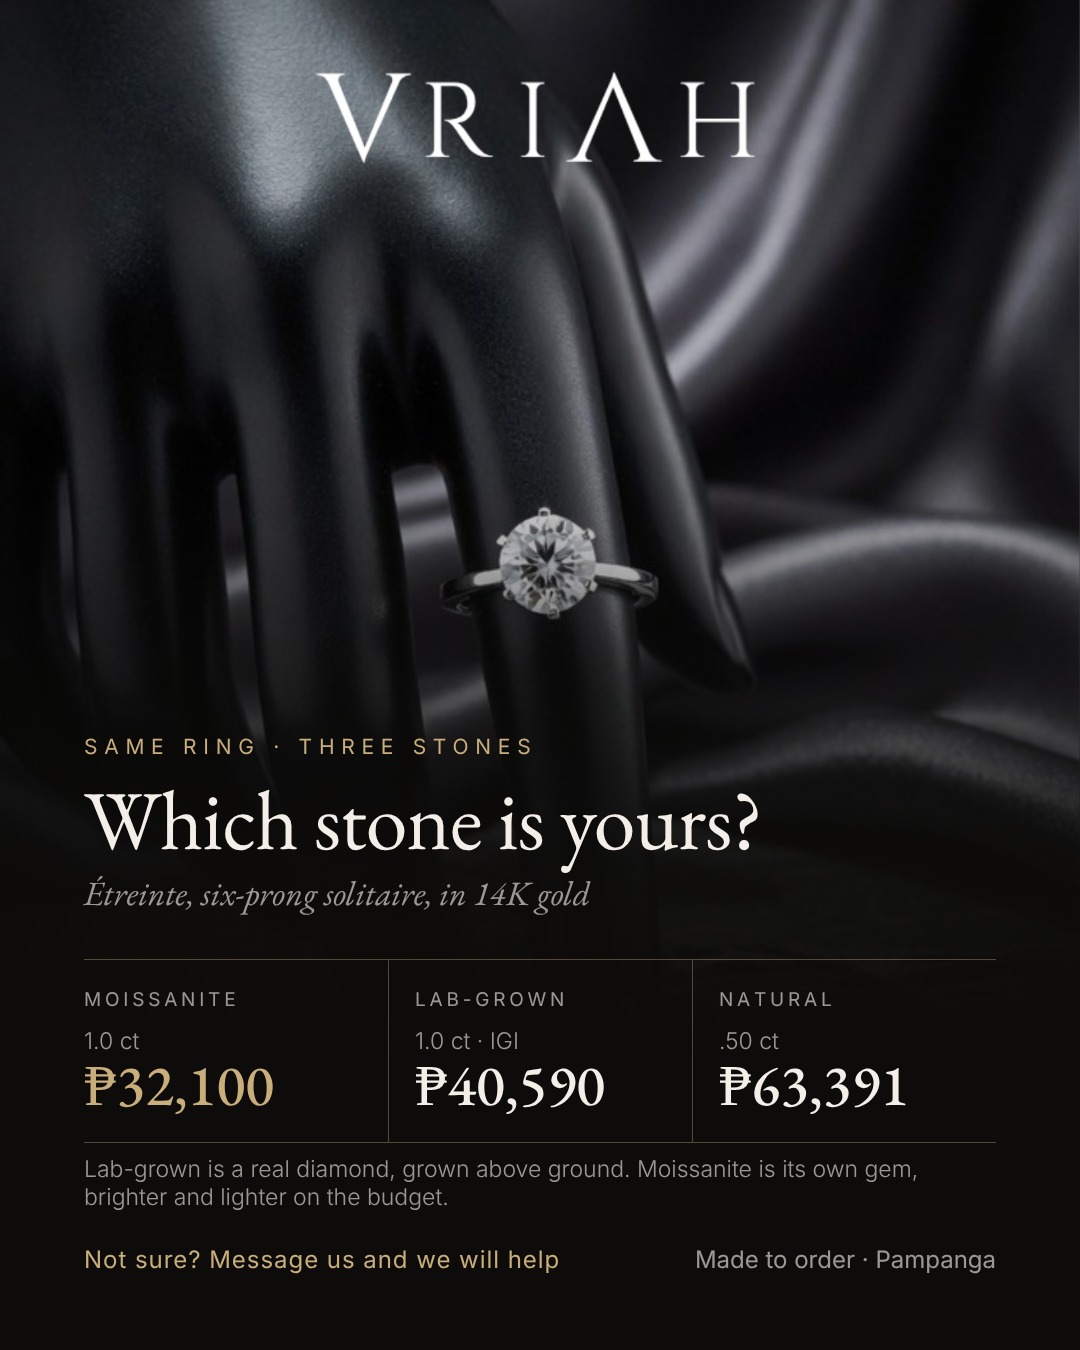 VRIAH
SAME RING · THREE STONES
Which stone is yours?
Étreinte, six-prong solitaire, in 14K gold
MOISSANITE
1.0 ct
₱32,100
LAB-GROWN
1.0 ct · IGI
₱40,590
NATURAL
.50 ct
₱63,391
Lab-grown is a real diamond, grown above ground. Moissanite is its own gem,
brighter and lighter on the budget.
Not sure? Message us and we will help
Made to order · Pampanga